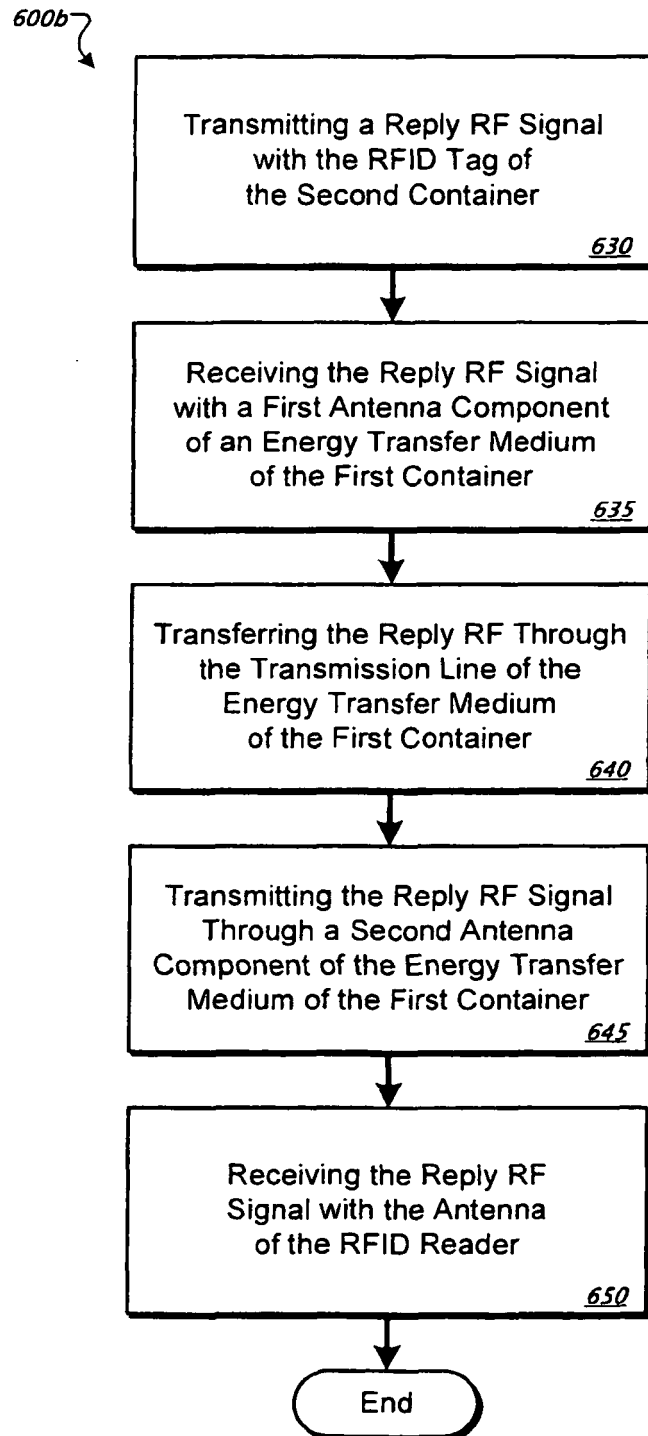 600b
Transmitting a Reply RF Signal
with the RFID Tag of
the Second Container
630
Receiving the Reply RF Signal
with a First Antenna Component
of an Energy Transfer Medium
of the First Container
635
Transferring the Reply RF Through
the Transmission Line of the
Energy Transfer Medium
of the First Container
640
Transmitting the Reply RF Signal
Through a Second Antenna
Component of the Energy Transfer
Medium of the First Container
645
Receiving the Reply RF
Signal with the Antenna
of the RFID Reader
650
End